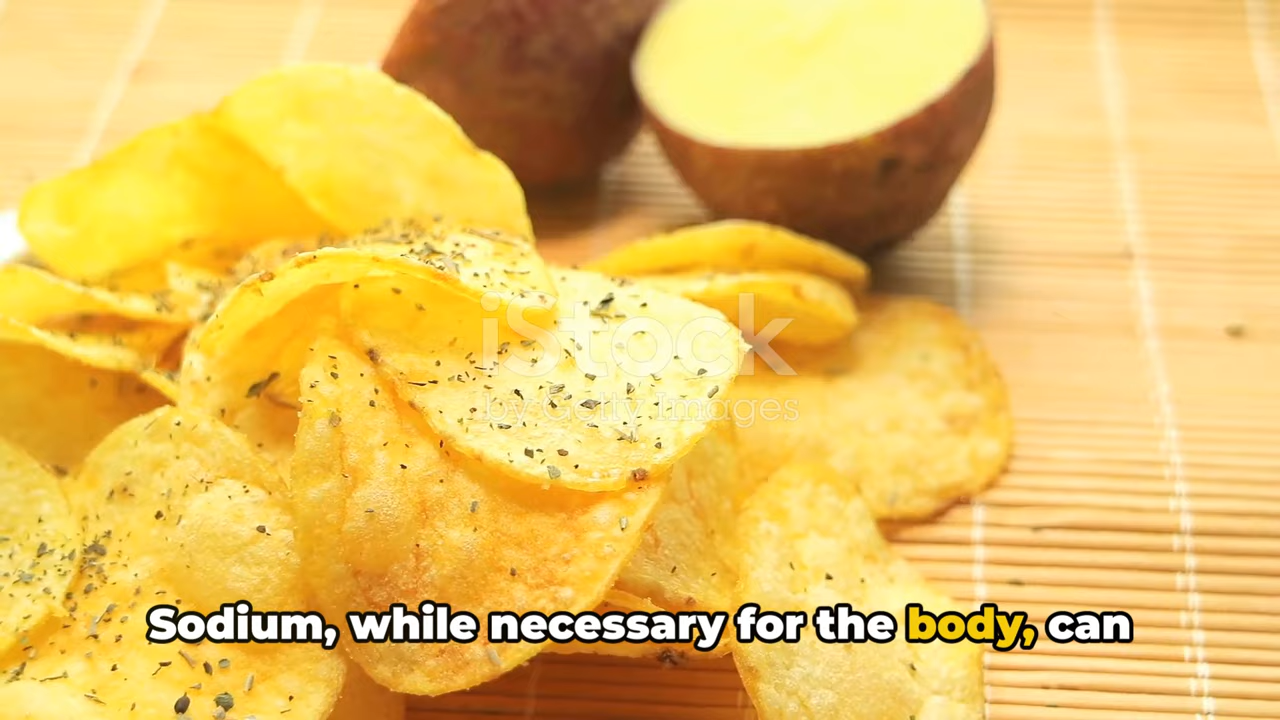 iStock
by Getty Images
Sodium, while necessary for the body, can